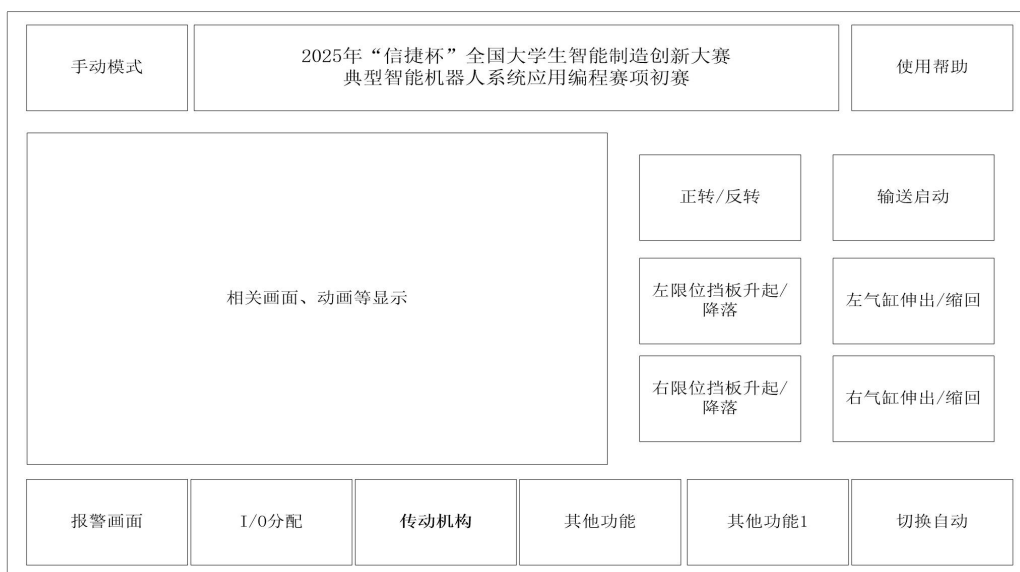 手动模式
2025年“信捷杯”全国大学生智能制造创新大赛
典型智能机器人系统应用编程赛项初赛
使用帮助
相关画面、动画等显示
正转/反转
输送启动
左限位挡板升起/
降落
左气缸伸出/缩回
右限位挡板升起/
降落
右气缸伸出/缩回
报警画面
I/O分配
传动机构
其他功能
其他功能1
切换自动